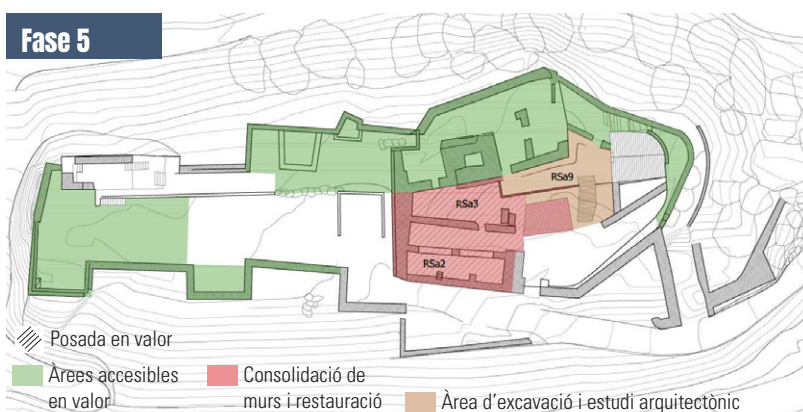 Fase 5
RSa9
RSa3
RSa2
Posada en valor
Àrees accesibles
en valor
Consolidació de
murs i restauració
Àrea d'excavació i estudi arquitectònic